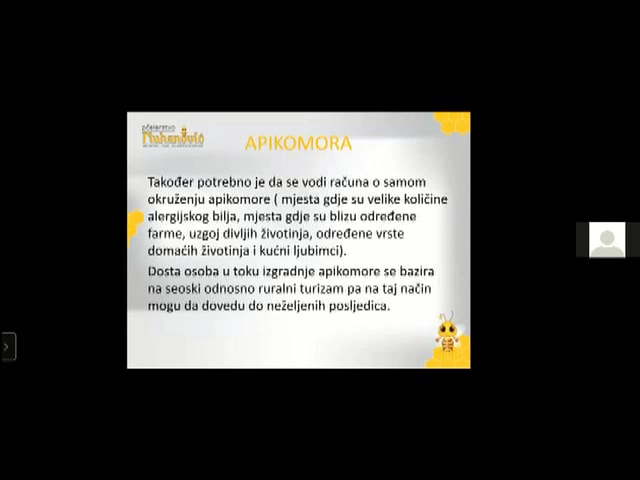 pčelarstvo
Nuhanović
APIKOMORA
Također potrebno je da se vodi računa o samom
okruženju apikomore ( mjesta gdje su velike količine
alergijskog bilja, mjesta gdje su blizu određene
farme, uzgoj divljih životinja, određene vrste
domaćih životinja i kućni ljubimci).
Dosta osoba u toku izgradnje apikomore se bazira
na seoski odnosno ruralni turizam pa na taj način
mogu da dovedu do neželjenih posljedica.